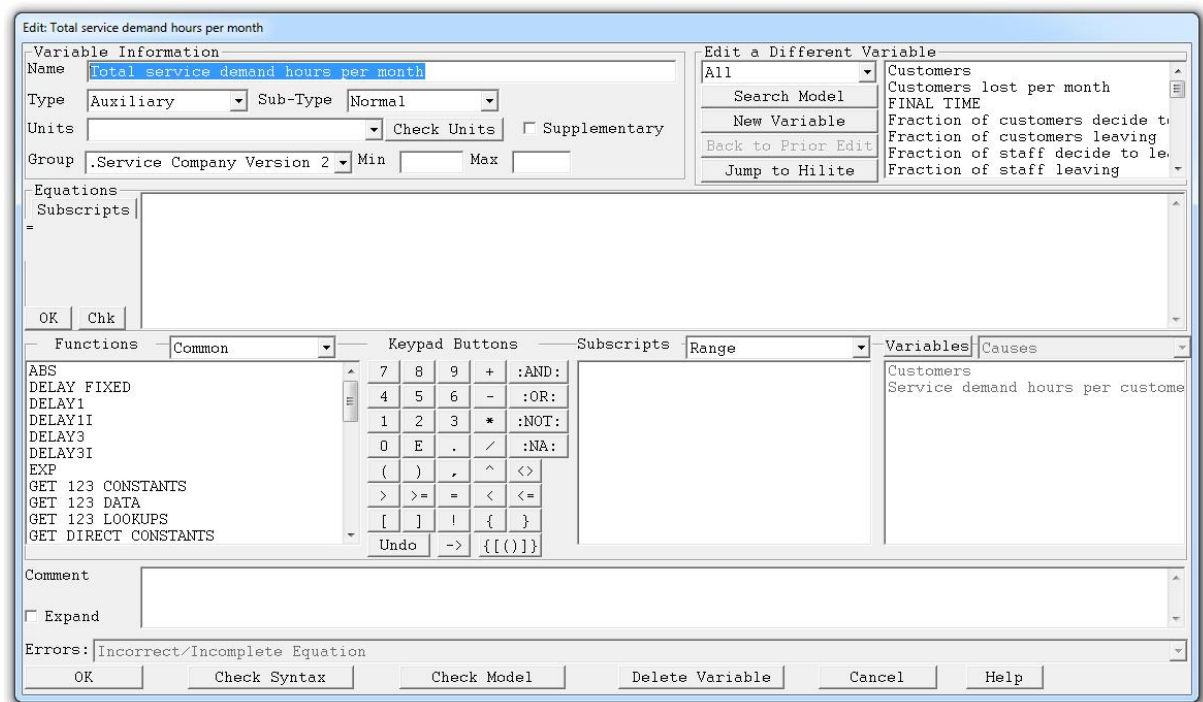 Edit: Total service demand hours per month
Variable Information
Name Total service demand hours per month
Type Auxiliary Sub-Type Normal
Units Check Units Supplementary
Group .Service Company Version 2 Min Max
Edit a Different Variable
All
Search Model
New Variable
Back to Prior Edit
Jump to Hilite
Customers
Customers lost per month
FINAL TIME
Fraction of customers decide t
Fraction of customers leaving
Fraction of staff decide to le
Fraction of staff leaving
Equations
Subscripts
=
OK Chk
Functions Common
ABS
DELAY FIXED
DELAY1
DELAY1I
DELAY3
DELAY3I
EXP
GET 123 CONSTANTS
GET 123 DATA
GET 123 LOOKUPS
GET DIRECT CONSTANTS
Keypad Buttons
7 8 9 + :AND:
4 5 6 - :OR:
1 2 3 * :NOT:
0 E . / :NA:
( ) , ^ <>
> >= = < <=
[ ] ! { }
Undo -> {[()]}
Subscripts Range
Variables Causes
Customers
Service demand hours per custome
Comment
Expand
Errors: Incorrect/Incomplete Equation
OK Check Syntax Check Model Delete Variable Cancel Help